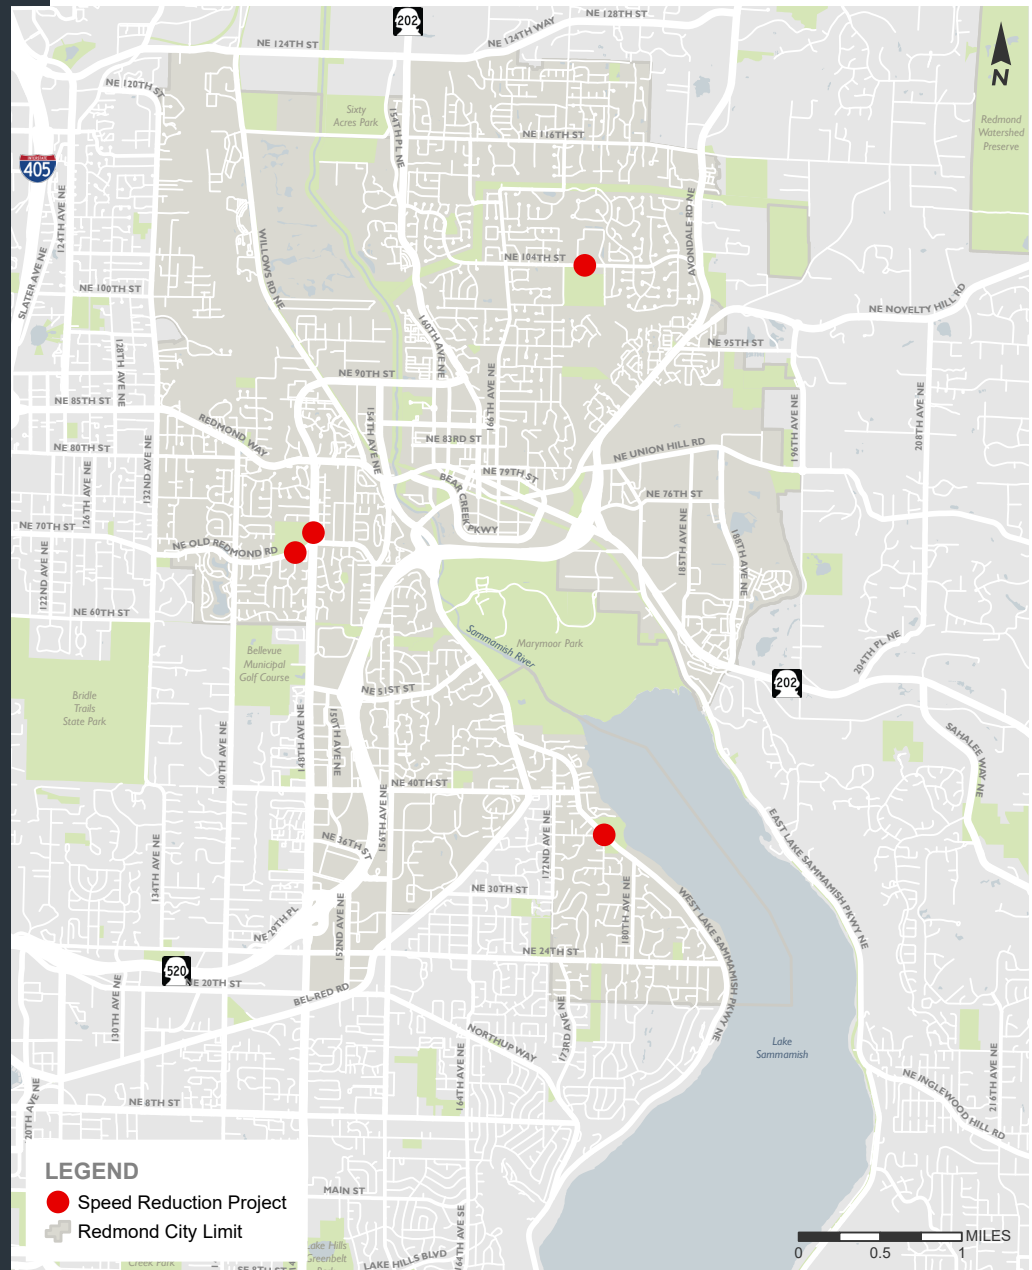 202
NE 128TH ST
NE 124TH WAY
NE 124TH ST
N
NE 120TH ST
Sixty
Acres Park
154TH PL NE
NE 116TH ST
Redmond
Watershed
Preserve
405
124TH AVE NE
WILLOWS RD NE
AVONDALE RD NE
SLATER AVE NE
NE 104TH ST
NE 100TH ST
NE NOVELTY HILL RD
128TH AVE NE
160TH AVE NE
NE 95TH ST
NE 90TH ST
166TH AVE NE
208TH AVE NE
NE 85TH ST
REDMOND WAY
154TH AVE NE
196TH AVE NE
NE 80TH ST
132ND AVE NE
NE 83RD ST
NE UNION HILL RD
126TH AVE NE
NE 79TH ST
BEAR CREEK
PKWY
NE 76TH ST
NE 70TH ST
NE OLD REDMOND RD
185TH AVE NE
188TH AVE NE
122ND AVE NE
NE 60TH ST
Sammamish River
Marymoor Park
204TH PL NE
Bellevue
Municipal
Golf Course
202
NE 51ST ST
Bridle
Trails
State Park
148TH AVE NE
150TH AVE NE
140TH AVE NE
SAHALEE WAY NE
NE 40TH ST
156TH AVE NE
NE 36TH ST
172ND AVE NE
EAST LAKE SAMMAMISH PKWY NE
134TH AVE NE
NE 30TH ST
180TH AVE NE
WEST LAKE SAMMAMISH PKWY NE
NE 29TH PL
152ND AVE NE
NE 24TH ST
520
NE 20TH ST
BEL-RED RD
130TH AVE NE
NORTHUP WAY
173RD AVE NE
Lake
Sammamish
164TH AVE NE
216TH AVE NE
NE INGLEWOOD HILL RD
20TH AVE NE
NE 8TH ST
LEGEND
Speed Reduction Project
Redmond City Limit
MAIN ST
164TH AVE SE
Lake Hills
Greenbelt
LAKE HILLS BLVD
Creek Park
SE 8TH ST
MILES
0 0.5 1